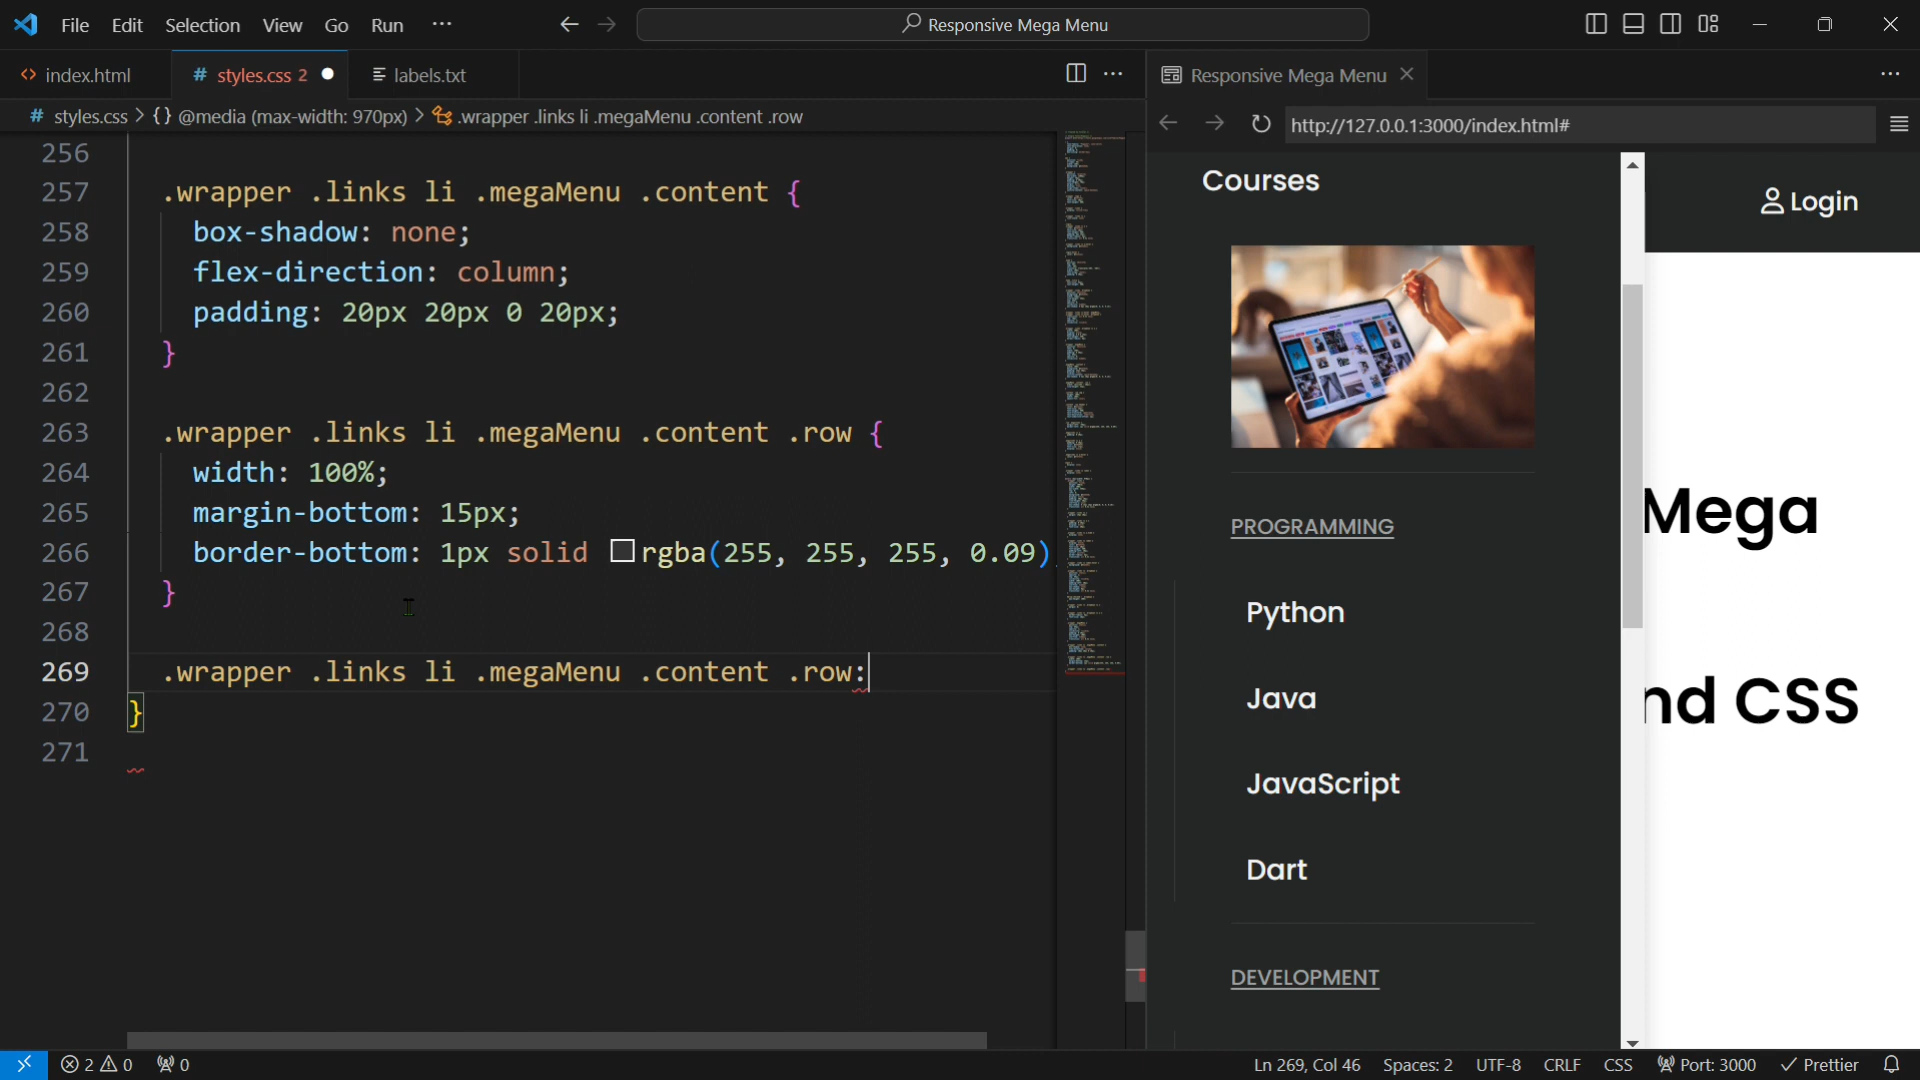 File Edit Selection View Go Run ···
Responsive Mega Menu
index.html
# styles.css 2
labels.txt
Responsive Mega Menu
# styles.css > {} @media (max-width: 970px) > .wrapper .links li .megaMenu .content .row
http://127.0.0.1:3000/index.html#
256
257 .wrapper .links li .megaMenu .content {
258 box-shadow: none;
259 flex-direction: column;
260 padding: 20px 20px 0 20px;
261 }
262
263 .wrapper .links li .megaMenu .content .row {
264 width: 100%;
265 margin-bottom: 15px;
266 border-bottom: 1px solid rgba(255, 255, 255, 0.09)
267 }
268
269 .wrapper .links li .megaMenu .content .row:
270 }
271
Courses
Login
PROGRAMMING
Python
Java
JavaScript
Dart
DEVELOPMENT
Mega
nd CSS
2 0 0
Ln 269, Col 46 Spaces: 2 UTF-8 CRLF CSS Port: 3000 Prettier